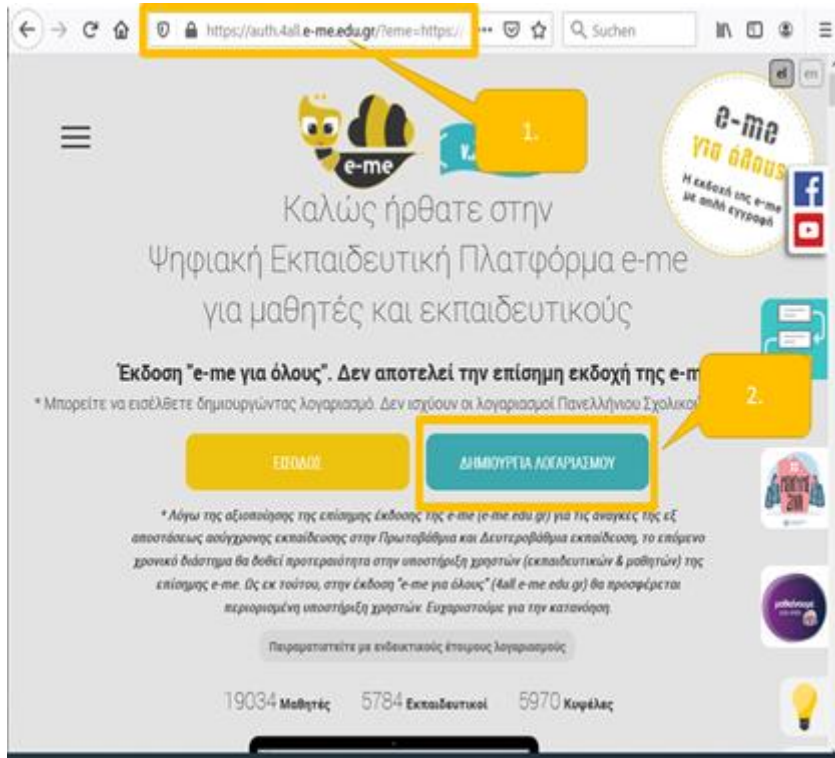 https://auth.4all.e-me.edu.gr/?eme=https://
Suchen
el
en
1.
e-me
e-me
για όλους
Η εκδοχή της e-me
με απλή εγγραφή
Καλώς ήρθατε στην
Ψηφιακή Εκπαιδευτική Πλατφόρμα e-me
για μαθητές και εκπαιδευτικούς
Έκδοση "e-me για όλους". Δεν αποτελεί την επίσημη εκδοχή της e-m
* Μπορείτε να εισέλθετε δημιουργώντας λογαριασμό. Δεν ισχύουν οι λογαριασμοί Πανελλήνιου Σχολικού
2.
ΕΙΣΟΔΟΣ
ΔΗΜΙΟΥΡΓΙΑ ΛΟΓΑΡΙΑΣΜΟΥ
* Λόγω της αξιοποίησης της επίσημης έκδοσης της e-me (e-me.edu.gr) για τις ανάγκες της εξ
αποστάσεως ασύγχρονης εκπαίδευσης στην Πρωτοβάθμια και Δευτεροβάθμια εκπαίδευση, το επόμενο
χρονικό διάστημα θα δοθεί προτεραιότητα στην υποστήριξη χρηστών (εκπαιδευτικών & μαθητών) της
επίσημης e-me. Ως εκ τούτου, στην έκδοση "e-me για όλους" (4all.e-me.edu.gr) θα προσφέρεται
περιορισμένη υποστήριξη χρηστών. Ευχαριστούμε για την κατανόηση.
Πειραματιστείτε με ενδεικτικούς έτοιμους λογαριασμούς
19034 Μαθητές 5784 Εκπαιδευτικοί 5970 Κυψέλες